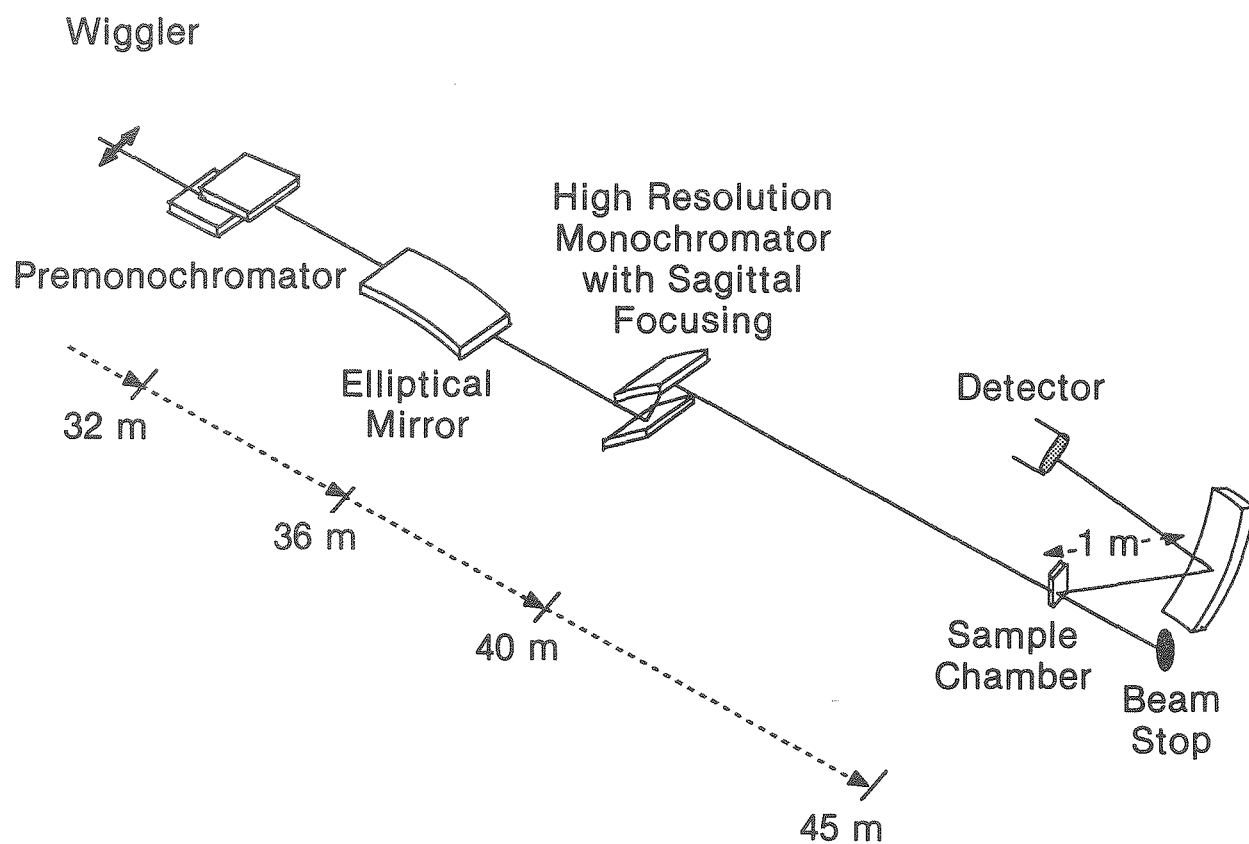 Wiggler
Premonochromator
Elliptical
Mirror
High Resolution
Monochromator
with Sagittal
Focusing
Detector
1 m
Sample
Chamber
Beam
Stop
32 m
36 m
40 m
45 m